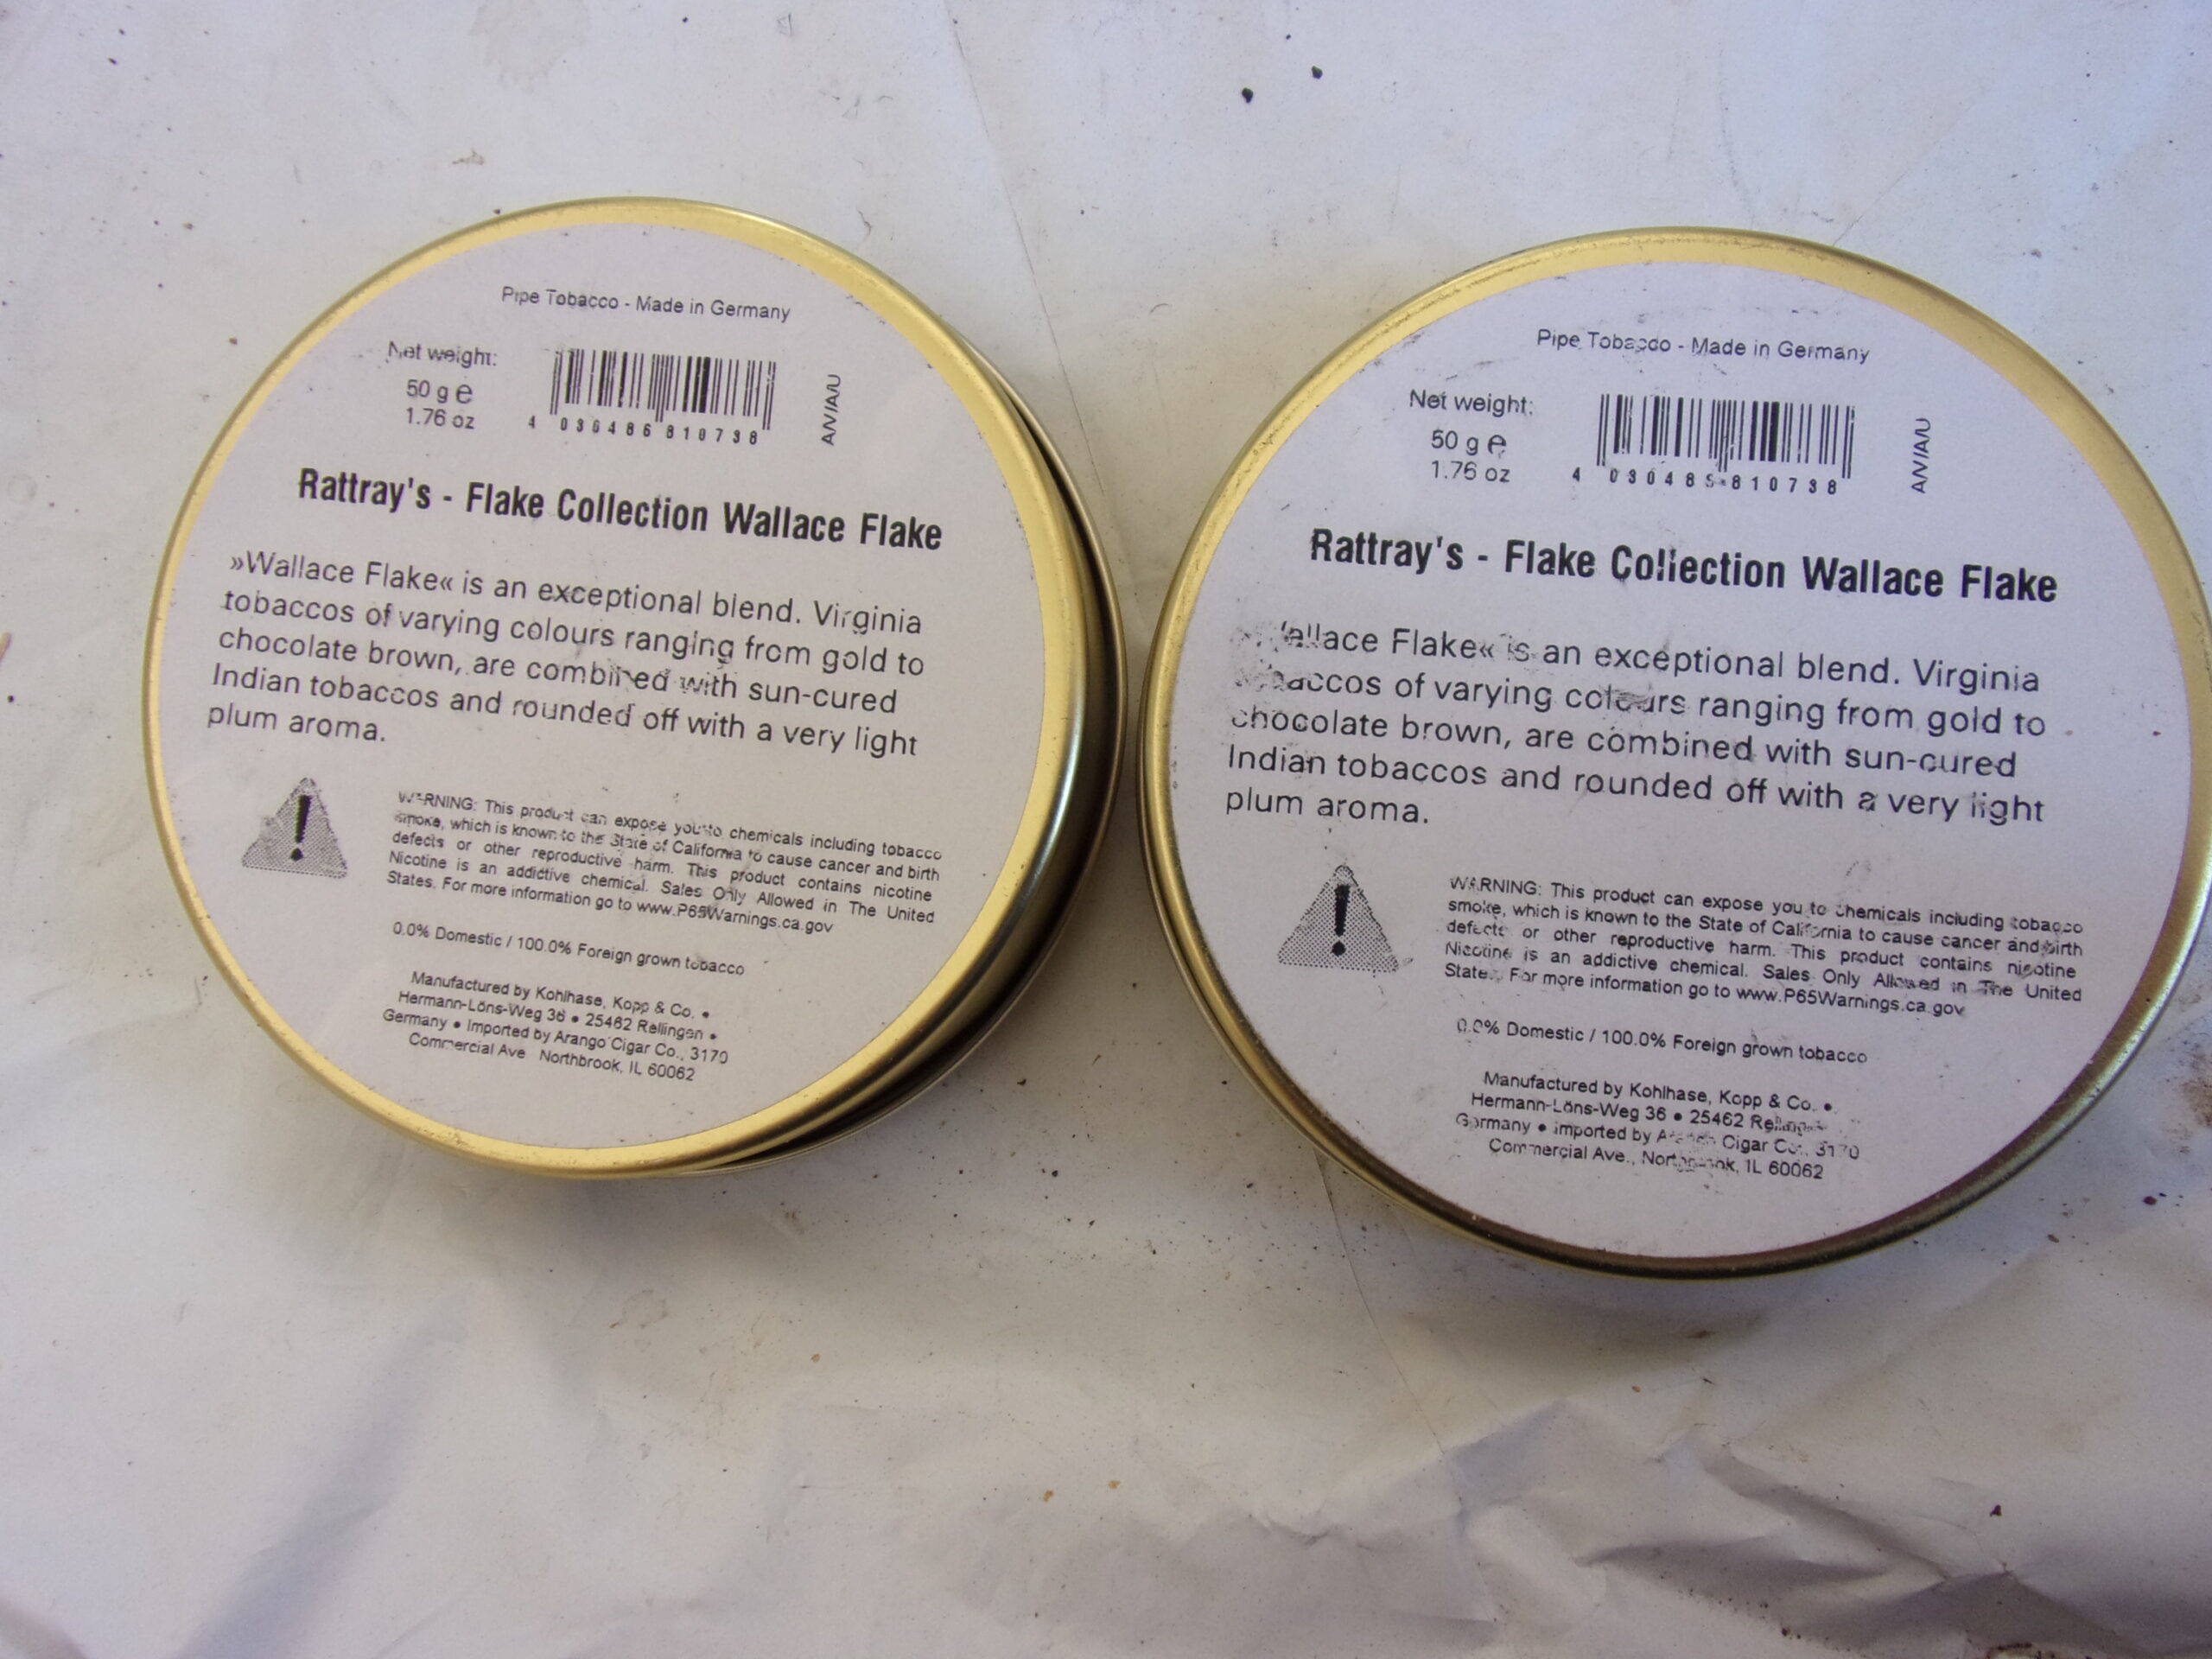 Pipe Tobacco - Made in Germany
Net weight:
50 g e
1.76 oz
4 030486 810738
AN/A/U
Rattray's - Flake Collection Wallace Flake
»Wallace Flake« is an exceptional blend. Virginia
tobaccos of varying colours ranging from gold to
chocolate brown, are combined with sun-cured
Indian tobaccos and rounded off with a very light
plum aroma.
WARNING: This product can expose you to chemicals including tobacco
smoke, which is known to the State of California to cause cancer and birth
defects or other reproductive harm. This product contains nicotine
Nicotine is an addictive chemical. Sales Only Allowed in The United
States. For more information go to www.P65Warnings.ca.gov
0.0% Domestic / 100.0% Foreign grown tobacco
Manufactured by Kohlhase, Kopp & Co. •
Hermann-Löns-Weg 36 • 25462 Rellingen •
Germany • Imported by Arango Cigar Co., 3170
Commercial Ave Northbrook, IL 60062
Pipe Tobacco - Made in Germany
Net weight:
50 g e
1.76 oz
4 030486 810738
AN/A/U
Rattray's - Flake Collection Wallace Flake
Wallace Flake« is an exceptional blend. Virginia
tobaccos of varying colours ranging from gold to
chocolate brown, are combined with sun-cured
Indian tobaccos and rounded off with a very light
plum aroma.
WARNING: This product can expose you to chemicals including tobacco
smoke, which is known to the State of California to cause cancer and birth
defects or other reproductive harm. This product contains nicotine
Nicotine is an addictive chemical. Sales Only Allowed in The United
States. For more information go to www.P65Warnings.ca.gov
0.0% Domestic / 100.0% Foreign grown tobacco
Manufactured by Kohlhase, Kopp & Co. •
Hermann-Löns-Weg 36 • 25462 Rellingen
Germany • Imported by Arango Cigar Co., 3170
Commercial Ave., Northbrook, IL 60062